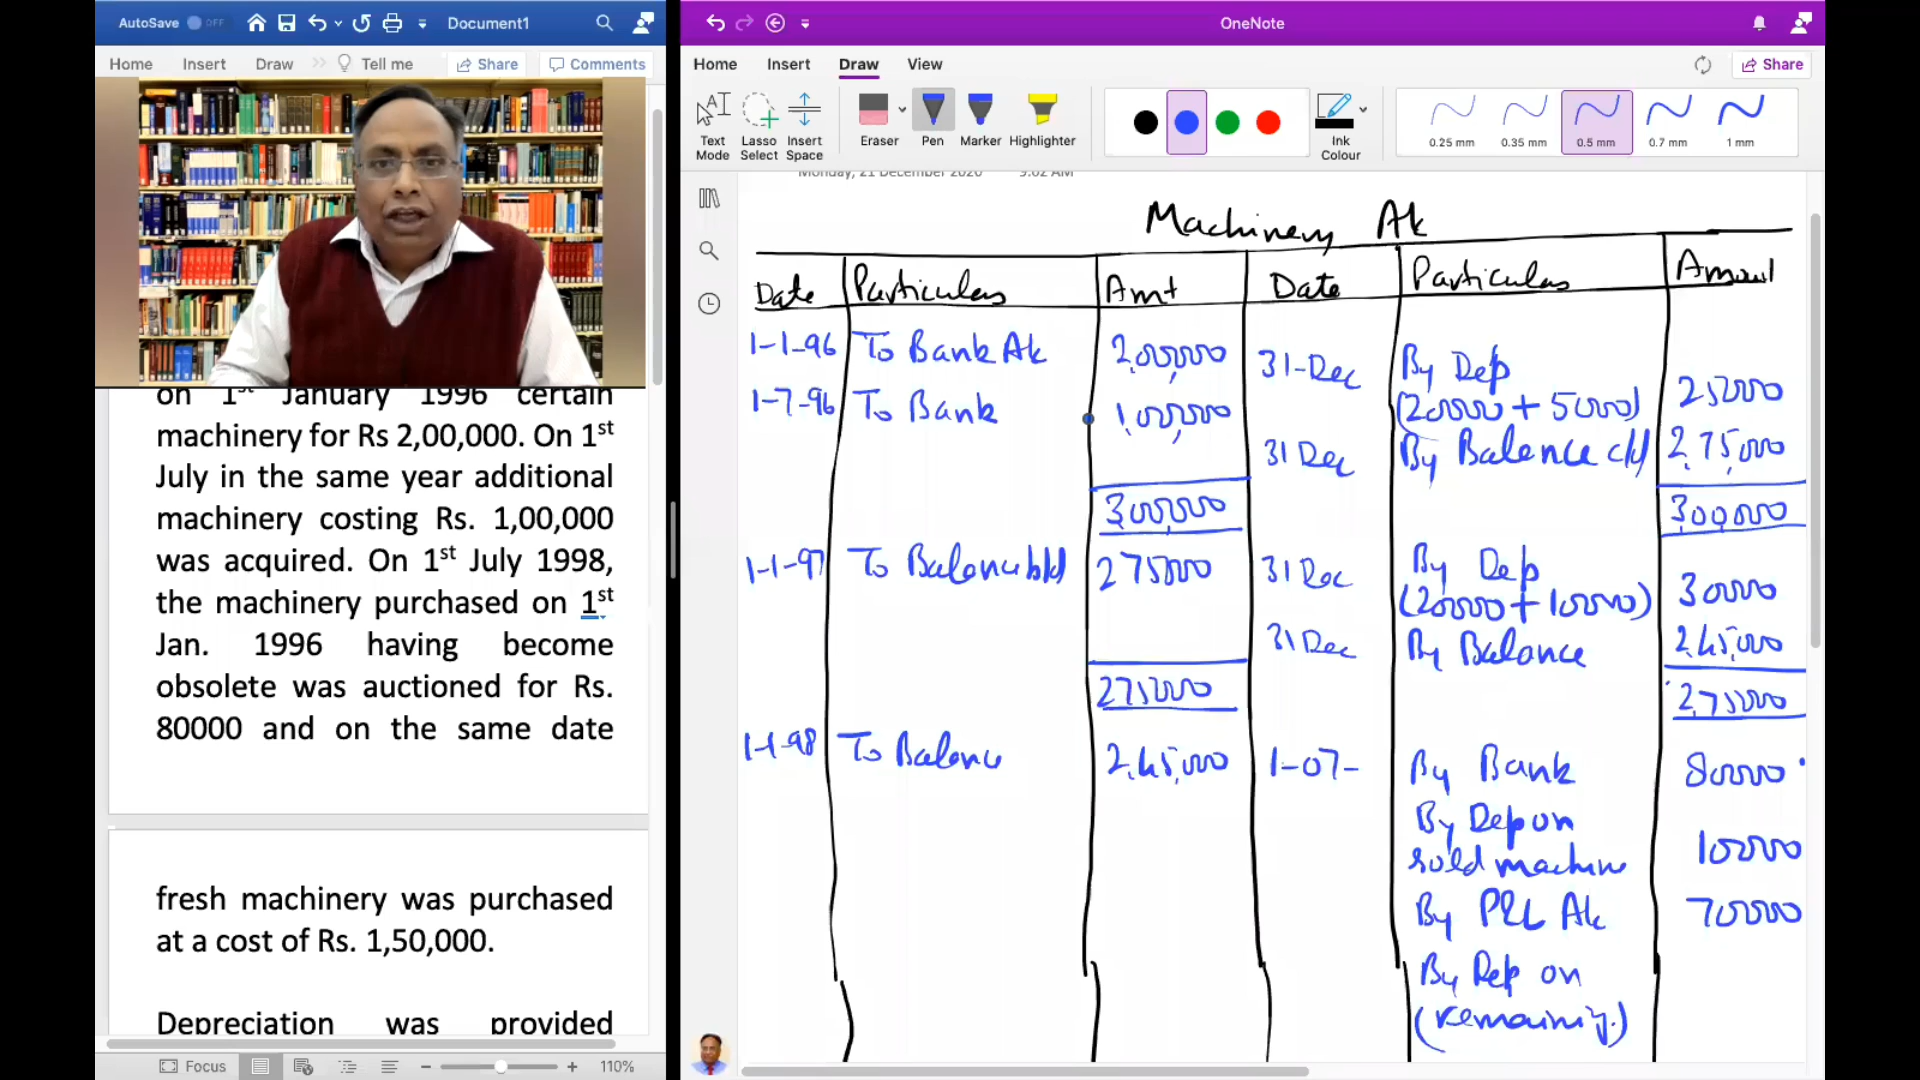 AutoSave OFF Document1
Home Insert Draw Tell me Share Comments
on 1st January 1996 certain
machinery for Rs 2,00,000. On 1st
July in the same year additional
machinery costing Rs. 1,00,000
was acquired. On 1st July 1998,
the machinery purchased on 1st
Jan. 1996 having become
obsolete was auctioned for Rs.
80000 and on the same date
fresh machinery was purchased
at a cost of Rs. 1,50,000.
Depreciation was provided
Focus 110%
OneNote
Home Insert Draw View Share
Text Mode Lasso Select Insert Space Eraser Pen Marker Highlighter Ink Colour 0.25 mm 0.35 mm 0.5 mm 0.7 mm 1 mm
Monday, 21 December 2020 9:02 AM
Machinery A/c
Date Particulars Amt Date Particulars Amount
1-1-96 To Bank A/c 2,00,000 31-Dec By Dep 25000
1-7-96 To Bank 1,00,000 (20000 + 5000)
31 Dec By Balance c/d 2,75,000
3,00,000 3,00,000
1-1-97 To Balance b/d 275000 31 Dec By Dep 30000
(20000 + 10000)
31 Dec By Balance 2,45,000
275000 2,75000
1-1-98 To Balance 2,45,000 1-07- By Bank 80000
By Dep on
sold machine 10000
By P&L A/c 70000
By Dep on
(remaining.)